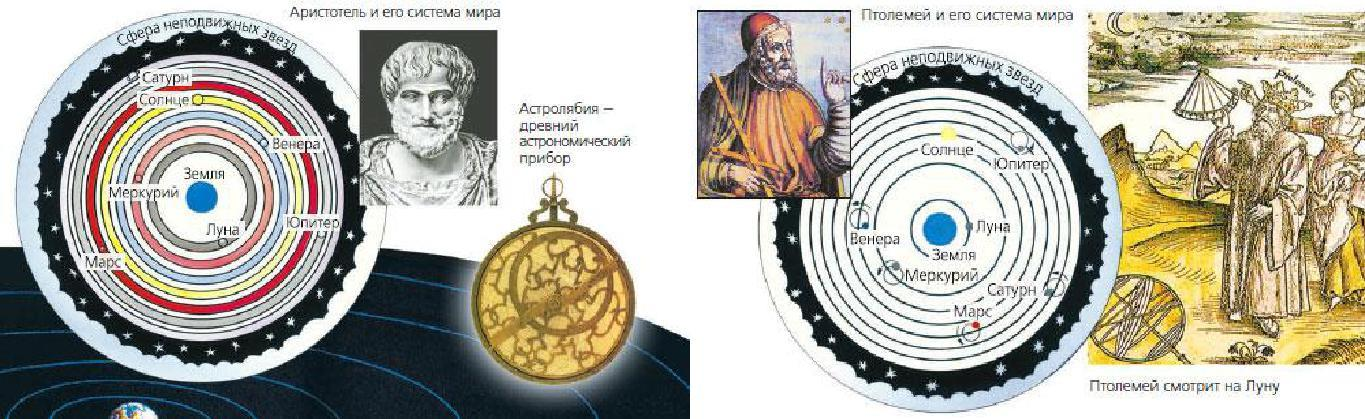 Аристотель и его система мира
Сфера неподвижных звезд
Сатурн
Солнце
Венера
Земля
Меркурий
Луна
Юпитер
Марс
Астролябия —
древний
астрономический
прибор
Птолемей и его система мира
сфера неподвижных звезд
Солнце
Юпитер
Венера
Луна
Земля
Меркурий
Сатурн
Марс
Птолемей смотрит на Луну